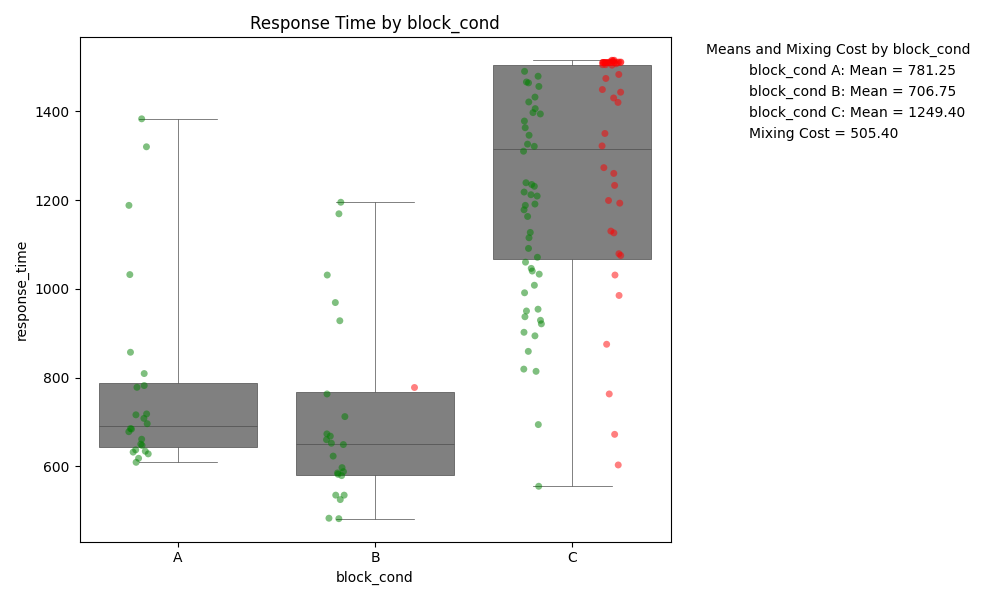 Response Time by block_cond
Means and Mixing Cost by block_cond
block_cond A: Mean = 781.25
block_cond B: Mean = 706.75
block_cond C: Mean = 1249.40
Mixing Cost = 505.40
response_time
1400
1200
1000
800
600
A
B
C
block_cond